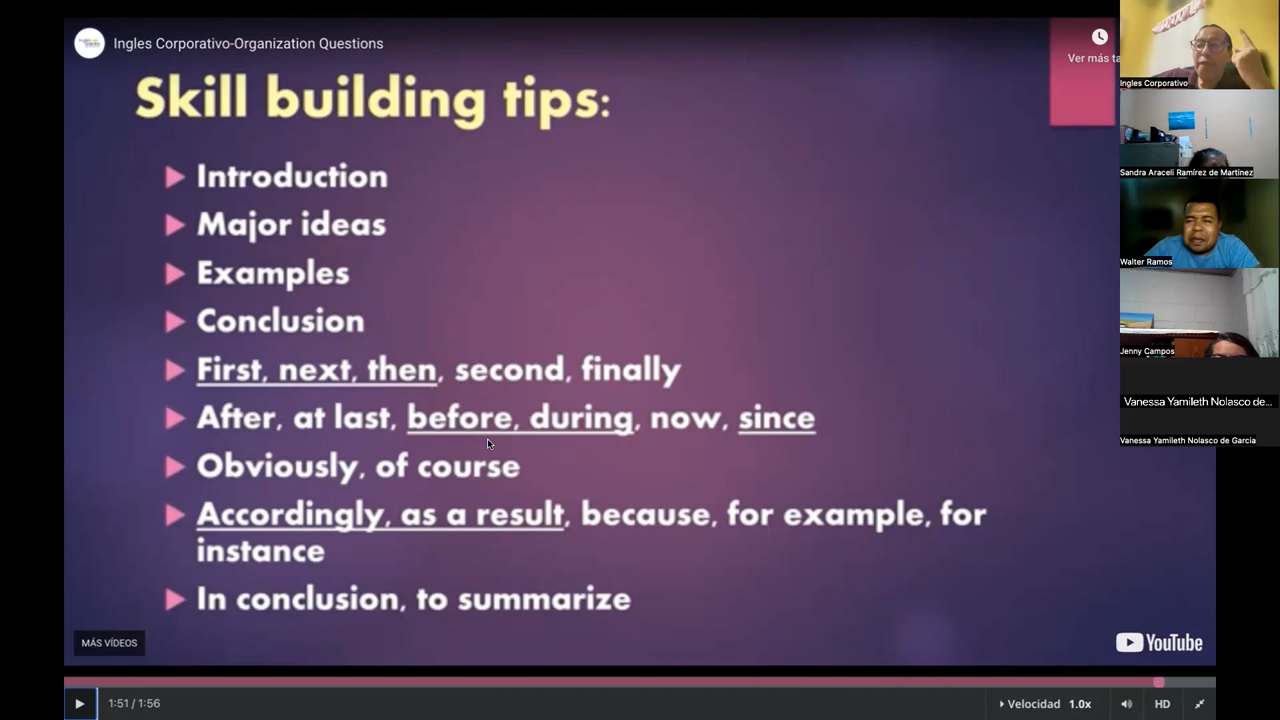 Ingles Corporativo-Organization Questions
Ver más ta
Skill building tips:
Introduction
Major ideas
Examples
Conclusion
First, next, then, second, finally
After, at last, before, during, now, since
Obviously, of course
Accordingly, as a result, because, for example, for
instance
In conclusion, to summarize
MÁS VÍDEOS
YouTube
1:51 / 1:56
Velocidad 1.0x
HD
Ingles Corporativo
Sandra Araceli Ramírez de Martinez
Walter Ramos
Jenny Campos
Vanessa Yamileth Nolasco de...
Vanessa Yamileth Nolasco de Garcia